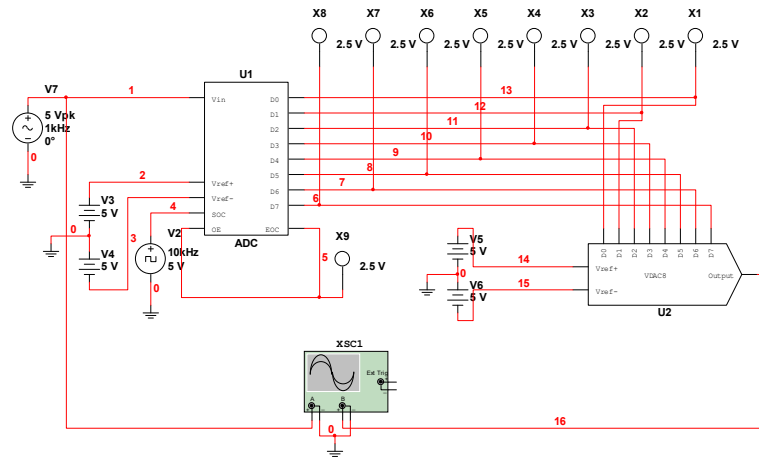 X8 X7 X6 X5 X4 X3 X2 X1
2.5 V 2.5 V 2.5 V 2.5 V 2.5 V 2.5 V 2.5 V 2.5 V
U1
V7
1
13
Vin D0
12
D1
5 Vpk
1kHz
0°
11
D2
10
D3
0
9
D4
8
D5
2
Vref+
7
D6
Vref-
6
D7
V3
5 V
4
SOC
OE EOC
ADC
0
3
V2
10kHz
5 V
V4
5 V
0
5
X9
2.5 V
V5
5 V
14
0
V6
5 V
15
D0 D1 D2 D3 D4 D5 D6 D7
Vref+
VDAC8
Output
Vref-
U2
XSC1
Ext Trig
A B
0
16